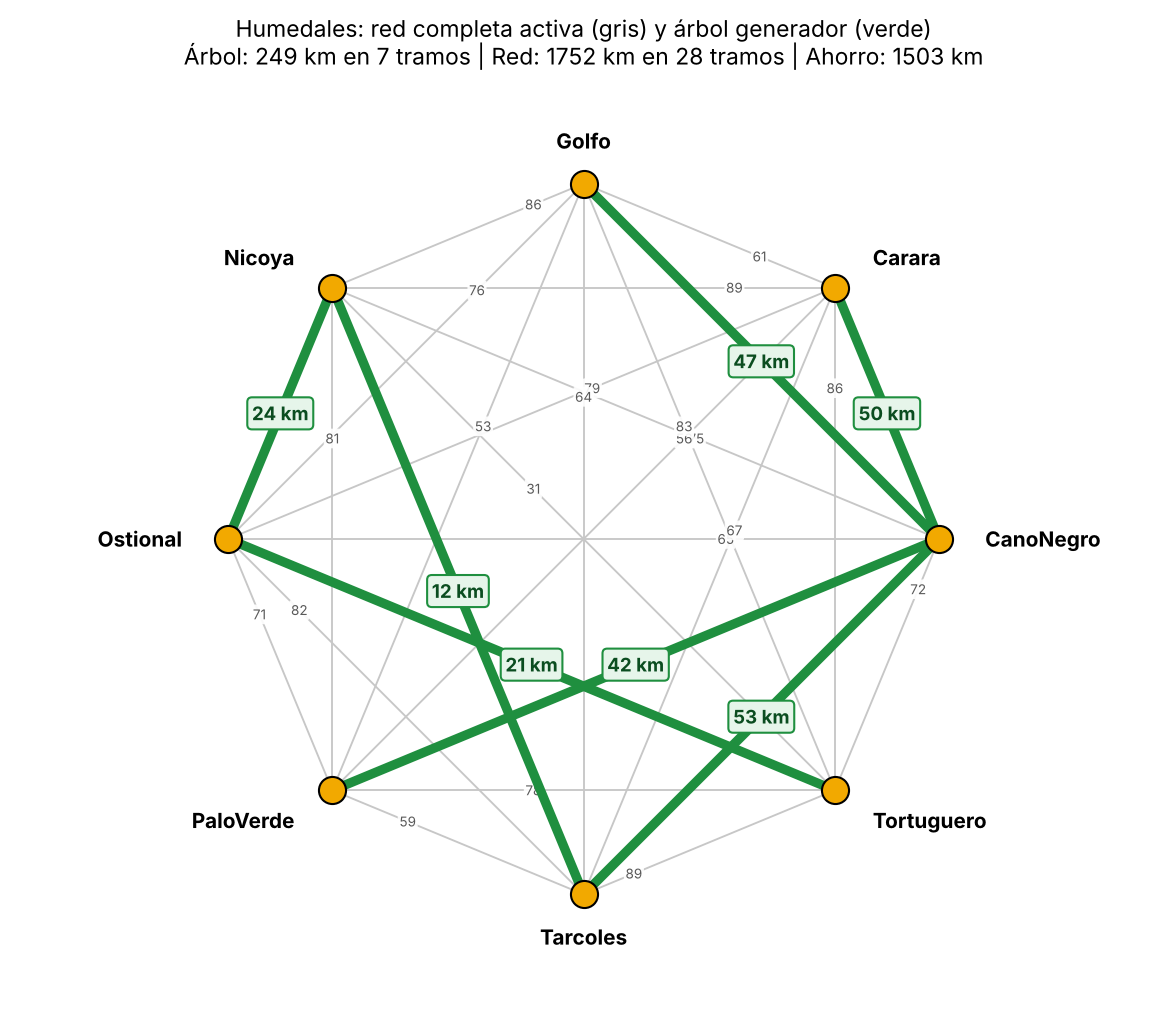 Humedales: red completa activa (gris) y árbol generador (verde)
Árbol: 249 km en 7 tramos | Red: 1752 km en 28 tramos | Ahorro: 1503 km
Golfo
86
Nicoya
Carara
61
89
76
47 km
79
86
64
24 km
50 km
53
83
81
56
31
67
Ostional
CanoNegro
12 km
72
71
82
21 km
42 km
53 km
78
PaloVerde
59
Tortuguero
89
Tarcoles